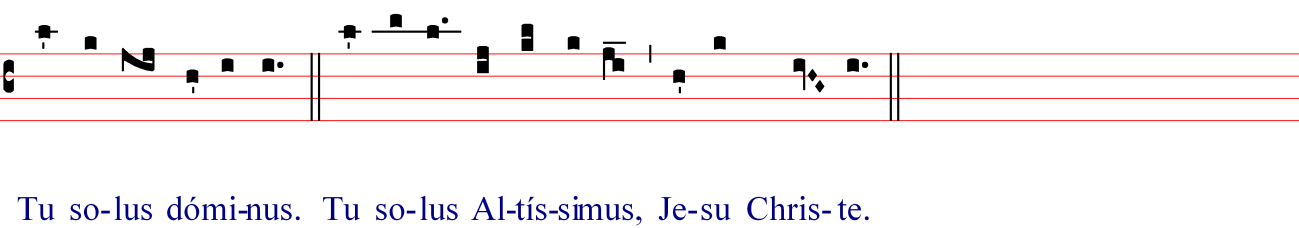 Tu so-lus dómi-nus. Tu so-lus Al-tís-simus, Je-su Chris-te.